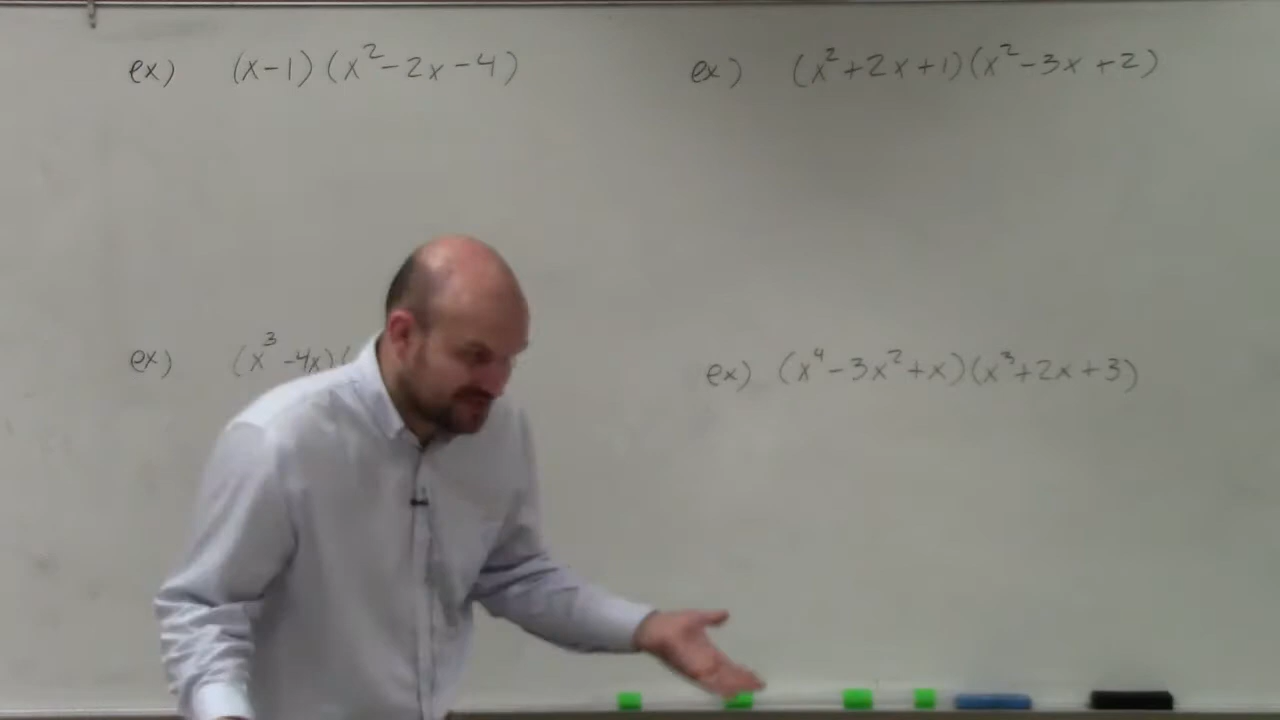 ex) (x-1)(x²-2x-4)
ex) (x²+2x+1)(x²-3x+2)
ex) (x³-4x)(
ex) (x⁴-3x²+x)(x³+2x+3)